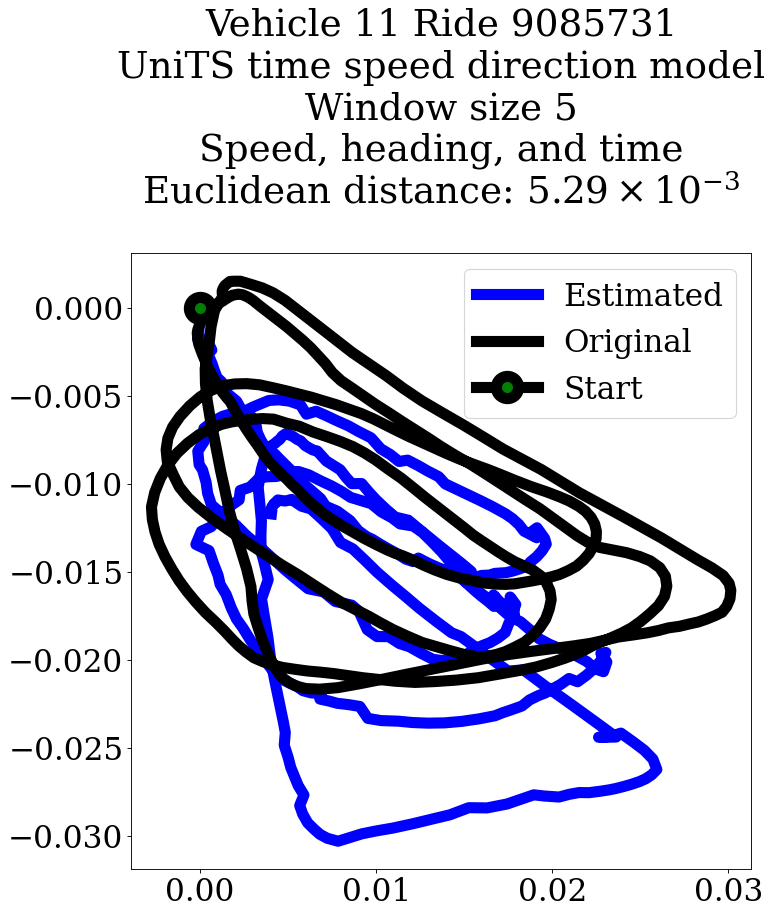 Vehicle 11 Ride 9085731
UniTS time speed direction model
Window size 5
Speed, heading, and time
Euclidean distance: 5.29 × 10⁻³
Estimated
Original
Start
0.000
−0.005
−0.010
−0.015
−0.020
−0.025
−0.030
0.00 0.01 0.02 0.03